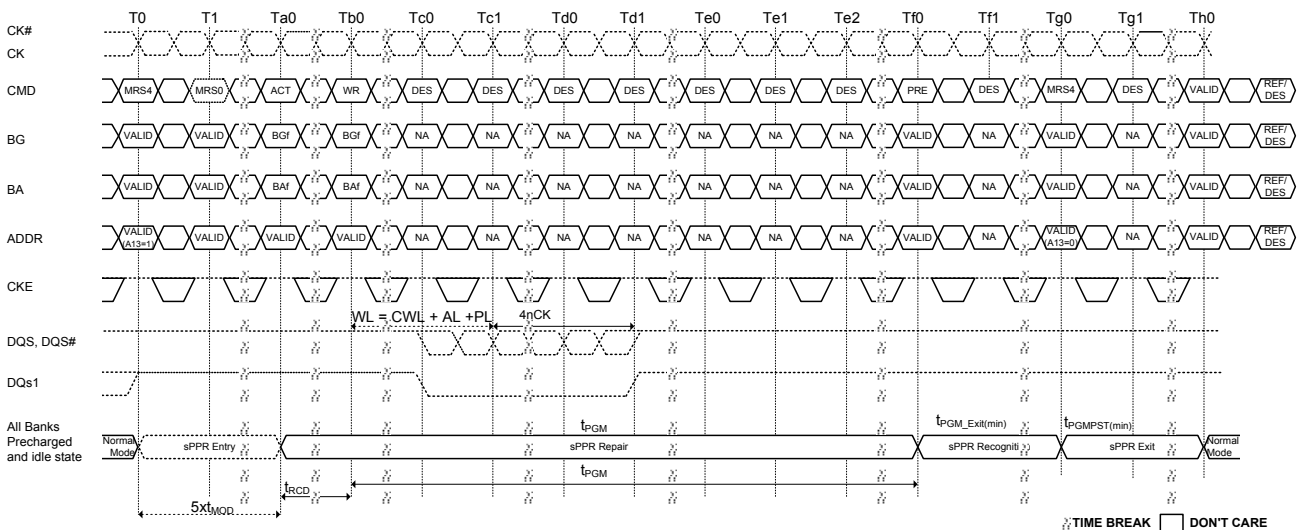 T0 T1 Ta0 Tb0 Tc0 Tc1 Td0 Td1 Te0 Te1 Te2 Tf0 Tf1 Tg0 Tg1 Th0
CK#
CK
CMD MRS4 MRS0 ACT WR DES DES DES DES DES DES DES PRE DES MRS4 DES VALID REF/ DES
BG VALID VALID BGf BGf NA NA NA NA NA NA NA VALID NA VALID NA VALID REF/ DES
BA VALID VALID BAf BAf NA NA NA NA NA NA NA VALID NA VALID NA VALID REF/ DES
ADDR VALID (A13=1) VALID VALID VALID NA NA NA NA NA NA NA VALID NA VALID (A13=0) NA VALID REF/ DES
CKE
WL = CWL + AL +PL 4nCK
DQS, DQS#
DQs1
All Banks
Precharged
and idle state
tPGM tPGM_Exit(min) tPGMPST(min)
Normal Mode sPPR Entry sPPR Repair sPPR Recogniti sPPR Exit Normal Mode
tRCD tPGM
5xtMOD
TIME BREAK DON'T CARE